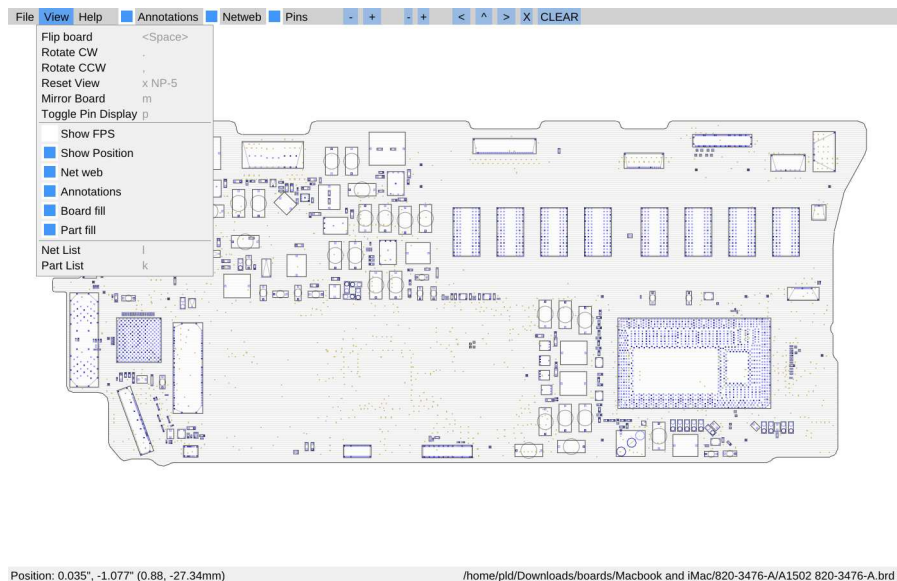 File View Help Annotations Netweb Pins - + - + < ^ > X CLEAR
Flip board <Space>
Rotate CW .
Rotate CCW ,
Reset View x NP-5
Mirror Board m
Toggle Pin Display p
Show FPS
Show Position
Net web
Annotations
Board fill
Part fill
Net List l
Part List k
Position: 0.035", -1.077" (0.88, -27.34mm) /home/pld/Downloads/boards/Macbook and iMac/820-3476-A/A1502 820-3476-A.brd